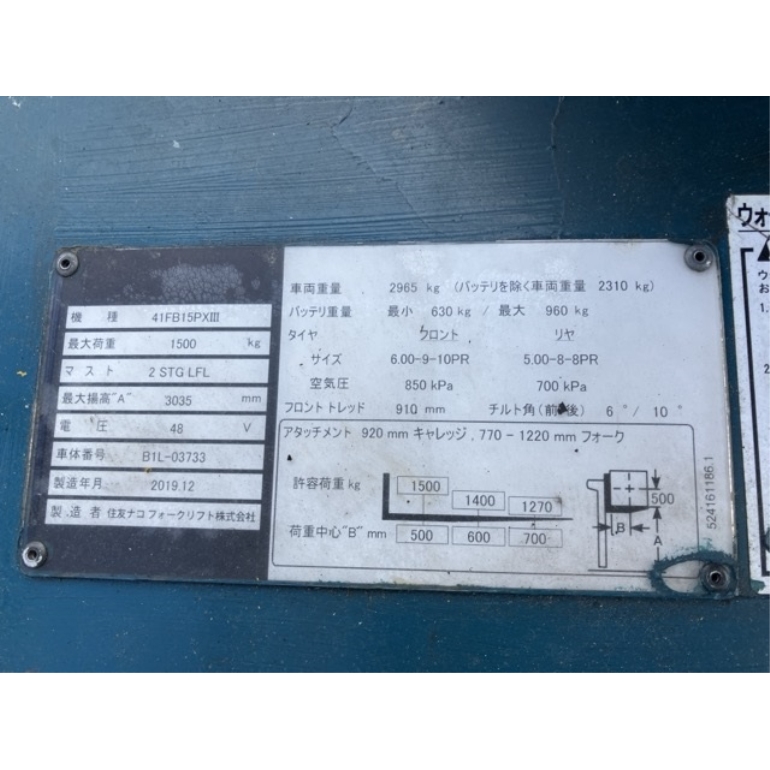 機 種 41FB15PXⅢ
最大荷重 1500 kg
マスト 2 STG LFL
最大揚高"A" 3035 mm
電 圧 48 V
車体番号 B1L-03733
製造年月 2019.12
製造者 住友ナコ フォークリフト株式会社
車両重量 2965 kg (バッテリを除く車両重量 2310 kg)
バッテリ重量 最小 630 kg / 最大 960 kg
タイヤ フロント リヤ
サイズ 6.00-9-10PR 5.00-8-8PR
空気圧 850 kPa 700 kPa
フロントトレッド 910 mm チルト角(前 後) 6 °/ 10 °
アタッチメント 920 mm キャレッジ , 770 - 1220 mm フォーク
許容荷重 kg 1500 1400 1270
荷重中心"B" mm 500 600 700
500
B
A
524161186.1
ウォ
ウ
お
1.
2